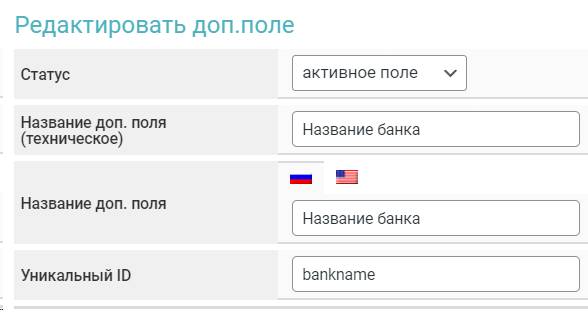 Редактировать доп.поле
Статус
активное поле
Название доп. поля
(техническое)
Название банка
Название доп. поля
Название банка
Уникальный ID
bankname